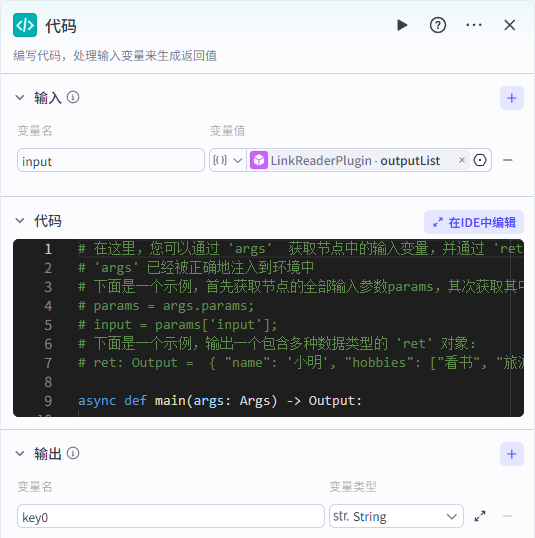 代码
编写代码，处理输入变量来生成返回值
输入
变量名 变量值
input LinkReaderPlugin · outputList
代码 在IDE中编辑
1 # 在这里，您可以通过 'args' 获取节点中的输入变量，并通过 'ret
2 # 'args' 已经被正确地注入到环境中
3 # 下面是一个示例，首先获取节点的全部输入参数params，其次获取其中
4 # params = args.params;
5 # input = params['input'];
6 # 下面是一个示例，输出一个包含多种数据类型的 'ret' 对象：
7 # ret: Output = { "name": '小明', "hobbies": ["看书", "旅游
8
9 async def main(args: Args) -> Output:
输出
变量名 变量类型
key0 str. String